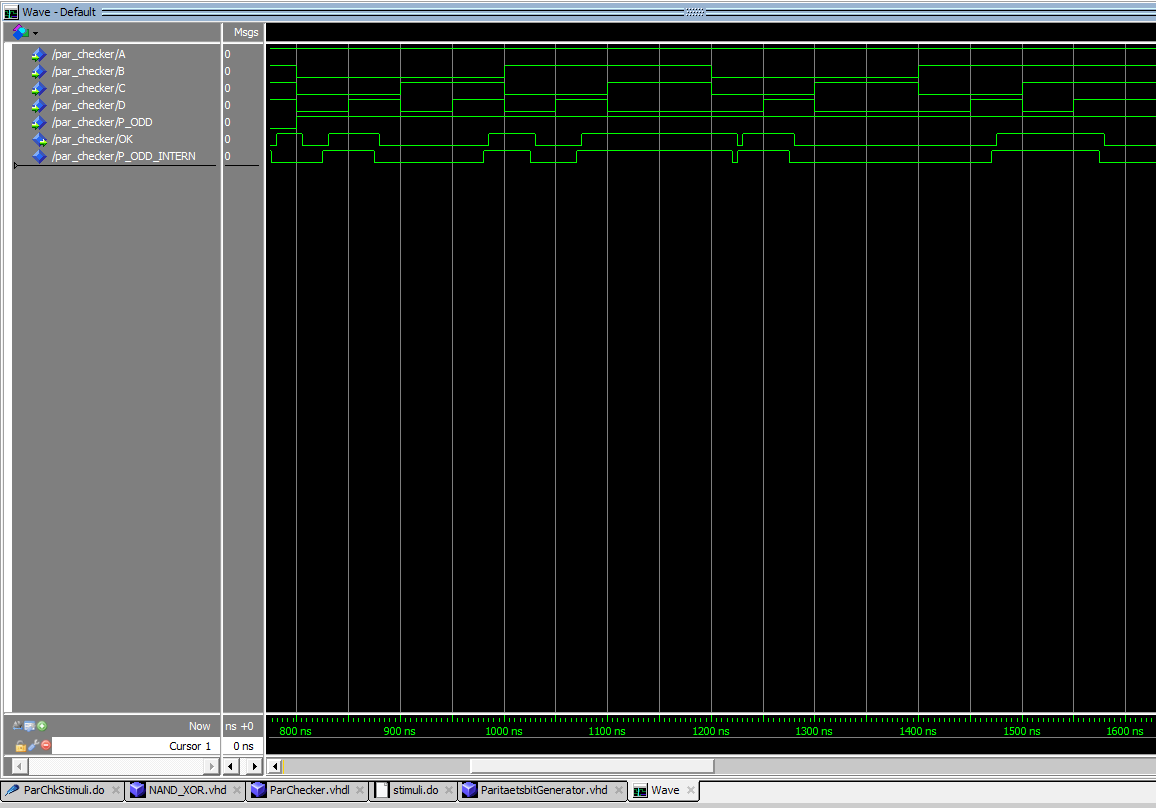 Wave - Default
Msgs
/par_checker/A 0
/par_checker/B 0
/par_checker/C 0
/par_checker/D 0
/par_checker/P_ODD 0
/par_checker/OK 0
/par_checker/P_ODD_INTERN 0
Now ns +0
800 ns 900 ns 1000 ns 1100 ns 1200 ns 1300 ns 1400 ns 1500 ns 1600 ns
Cursor 1 0 ns
ParChkStimuli.do NAND_XOR.vhd ParChecker.vhdl stimuli.do ParitaetsbitGenerator.vhd Wave